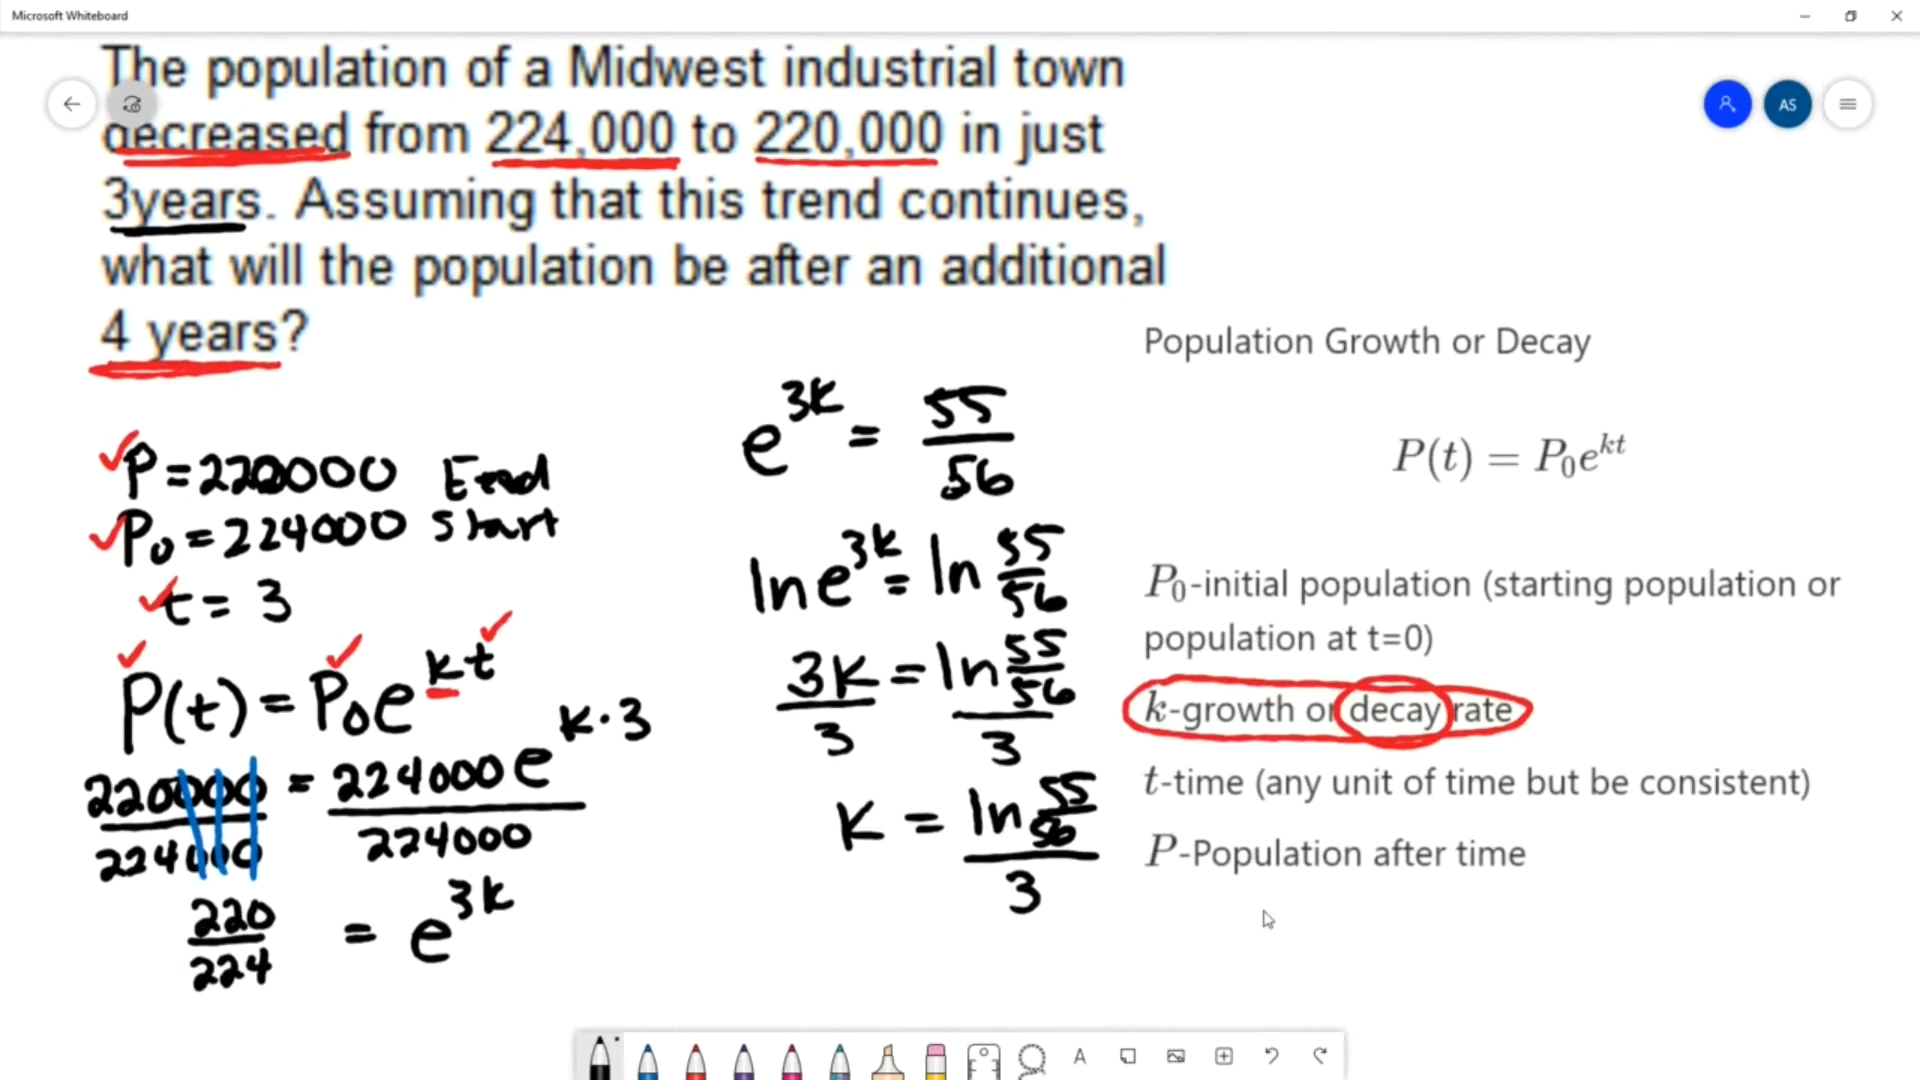 Microsoft Whiteboard
The population of a Midwest industrial town
decreased from 224,000 to 220,000 in just
3years. Assuming that this trend continues,
what will the population be after an additional
4 years?
AS
P = 220000 End
P₀ = 224000 Start
t = 3
P(t) = P₀e^kt
220000/224000 = 224000e^k·3/224000
220/224 = e^3k
e^3k = 55/56
ln e^3k = ln 55/56
3k/3 = ln 55/56/3
k = ln 55/56/3
Population Growth or Decay
P(t) = P₀e^kt
P₀-initial population (starting population or
population at t=0)
k-growth or decay rate
t-time (any unit of time but be consistent)
P-Population after time
A